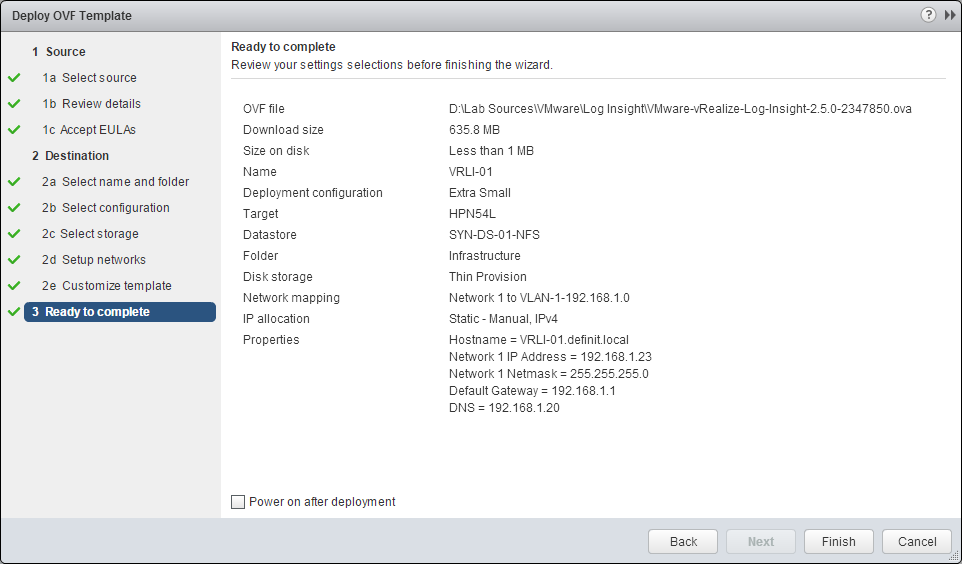 Deploy OVF Template
?
1 Source
1a Select source
1b Review details
1c Accept EULAs
2 Destination
2a Select name and folder
2b Select configuration
2c Select storage
2d Setup networks
2e Customize template
3 Ready to complete
Ready to complete
Review your settings selections before finishing the wizard.
OVF file D:\Lab Sources\VMware\Log Insight\VMware-vRealize-Log-Insight-2.5.0-2347850.ova
Download size 635.8 MB
Size on disk Less than 1 MB
Name VRLI-01
Deployment configuration Extra Small
Target HPN54L
Datastore SYN-DS-01-NFS
Folder Infrastructure
Disk storage Thin Provision
Network mapping Network 1 to VLAN-1-192.168.1.0
IP allocation Static - Manual, IPv4
Properties Hostname = VRLI-01.definit.local
Network 1 IP Address = 192.168.1.23
Network 1 Netmask = 255.255.255.0
Default Gateway = 192.168.1.1
DNS = 192.168.1.20
Power on after deployment
Back Next Finish Cancel